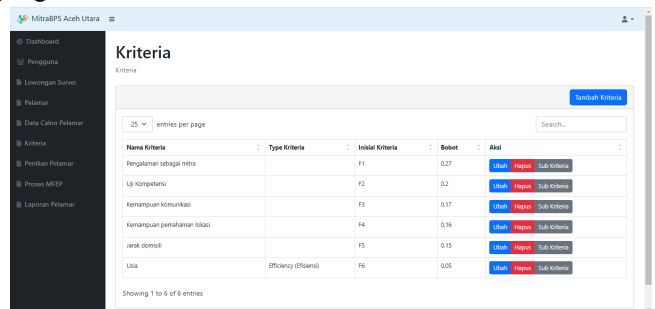 MitraBPS Aceh Utara
Dashboard
Pengguna
Lowongan Survei
Pelamar
Data Calon Pelamar
Kriteria
Penilian Pelamar
Proses MFEP
Laporan Pelamar
Kriteria
Kriteria
Tambah Kriteria
25 entries per page Search...
Nama Kriteria Type Kriteria Inisial Kriteria Bobot Aksi
Pengalaman sebagai mitra F1 0.27 Ubah Hapus Sub Kriteria
Uji Kompetensi F2 0.2 Ubah Hapus Sub Kriteria
Kemampuan komunikasi F3 0.17 Ubah Hapus Sub Kriteria
Kemampuan pemahaman lokasi F4 0.16 Ubah Hapus Sub Kriteria
Jarak domisili F5 0.15 Ubah Hapus Sub Kriteria
Usia Efficiency (Efisiensi) F6 0.05 Ubah Hapus Sub Kriteria
Showing 1 to 6 of 6 entries